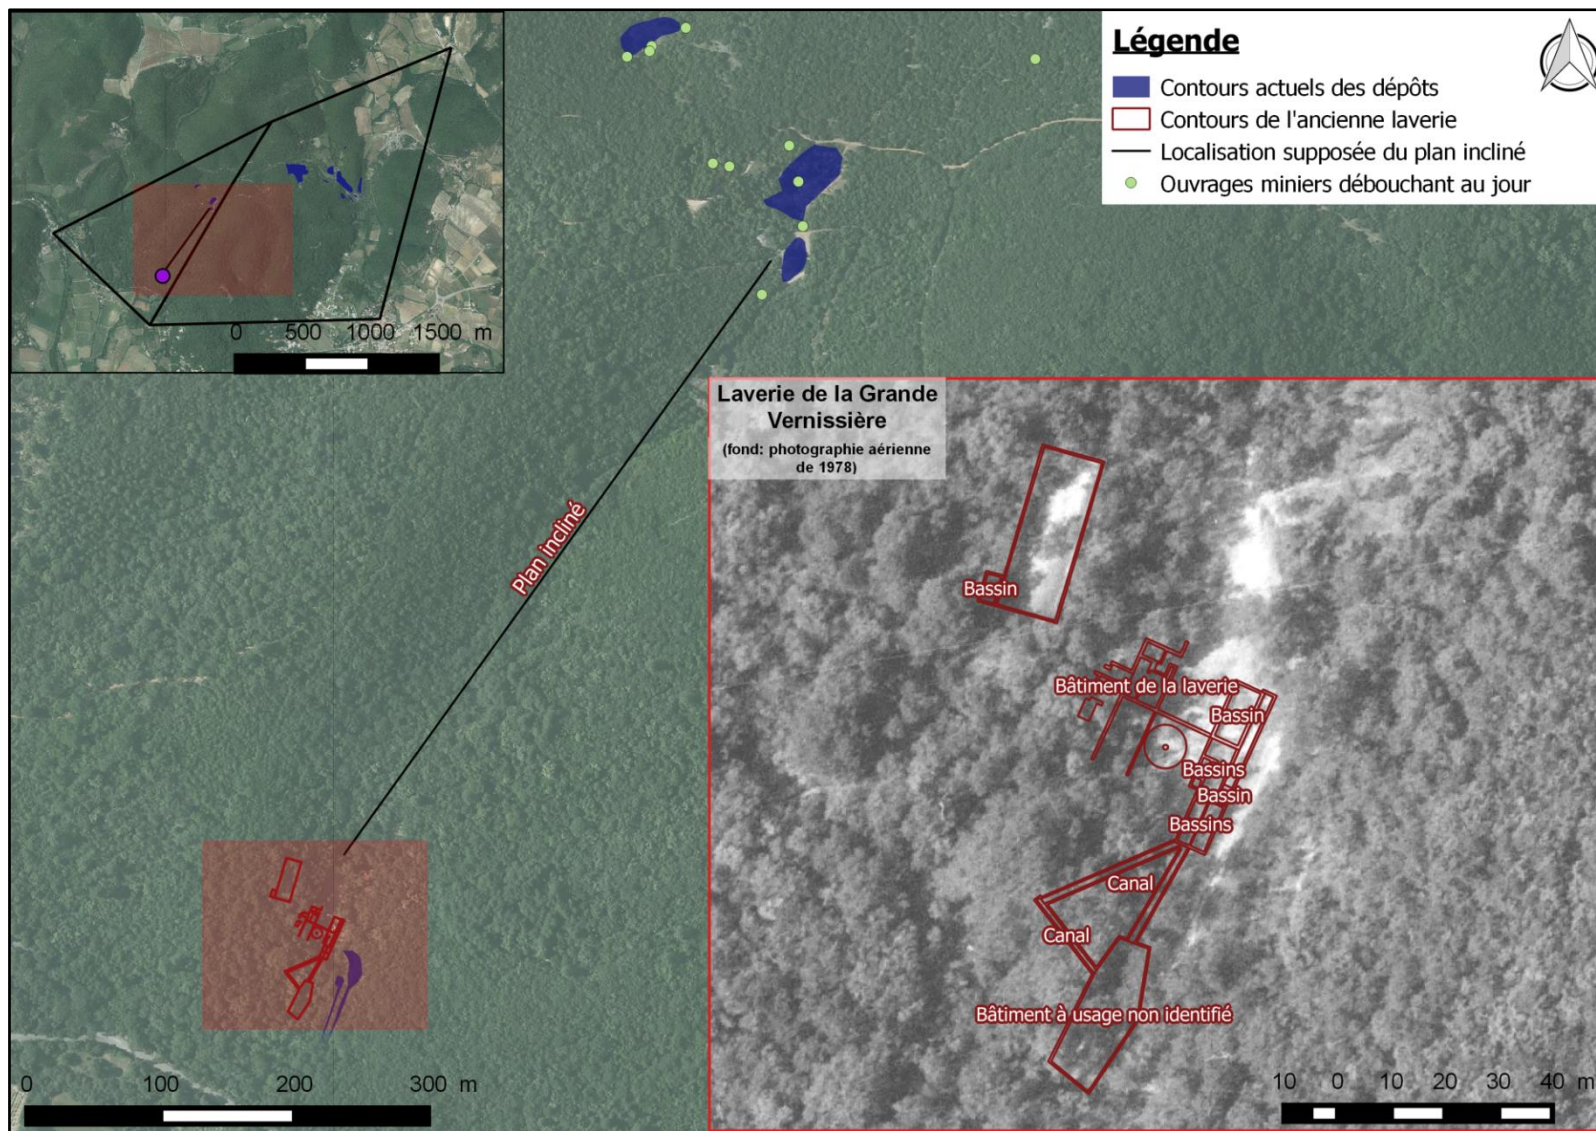 Légende
Contours actuels des dépôts
Contours de l'ancienne laverie
Localisation supposée du plan incliné
Ouvrages miniers débouchant au jour
0 500 1000 1500 m
Plan incliné
Laverie de la Grande
Vernissière
(fond: photographie aérienne
de 1978)
Bassin
Bâtiment de la laverie
Bassin
Bassins
Bassin
Bassins
Canal
Canal
Bâtiment à usage non identifié
0 100 200 300 m
10 0 10 20 30 40 m